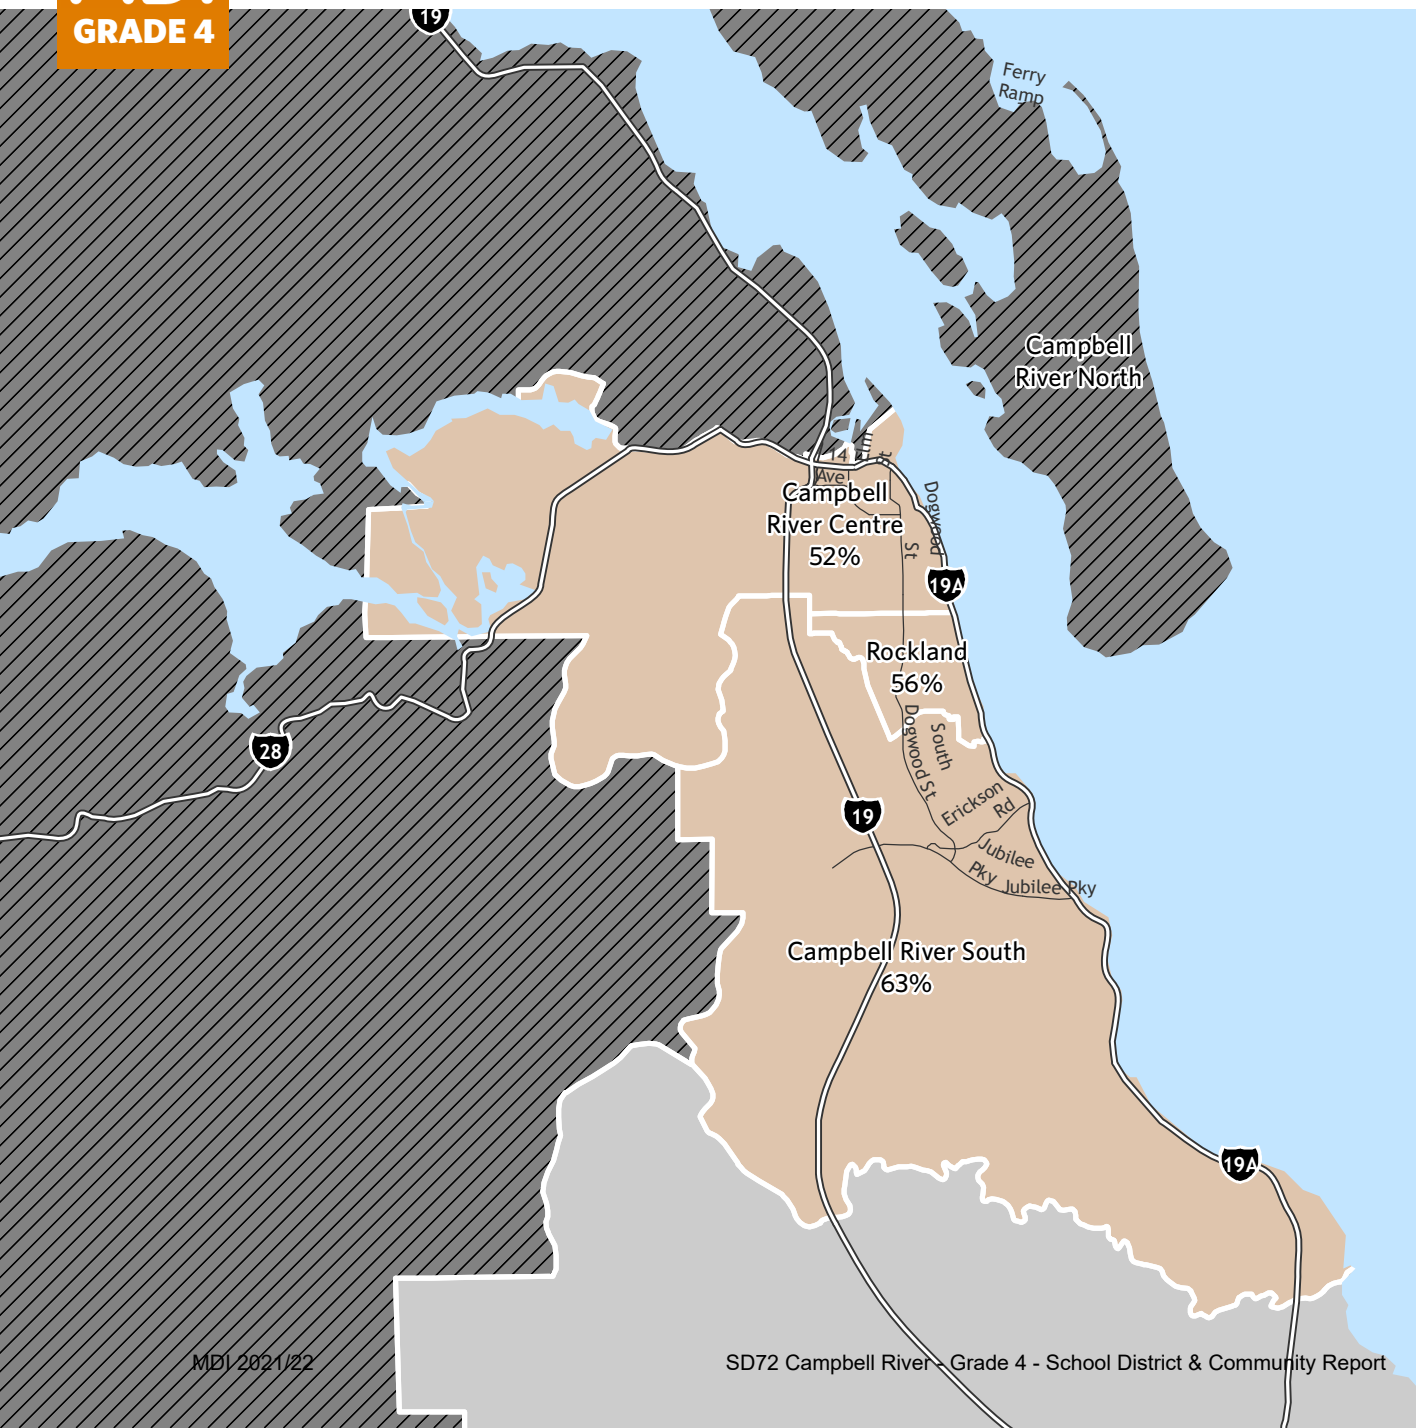 GRADE 4
19
Ferry
Ramp
Campbell
River North
14
Ave
Elm
St
Campbell
River Centre
52%
Dogwood
St
19A
Rockland
56%
28
Dogwood St
South
Erickson
Rd
19
Jubilee
Pky
Jubilee Pky
Campbell River South
63%
19A
MDI 2021/22
SD72 Campbell River - Grade 4 - School District & Community Report